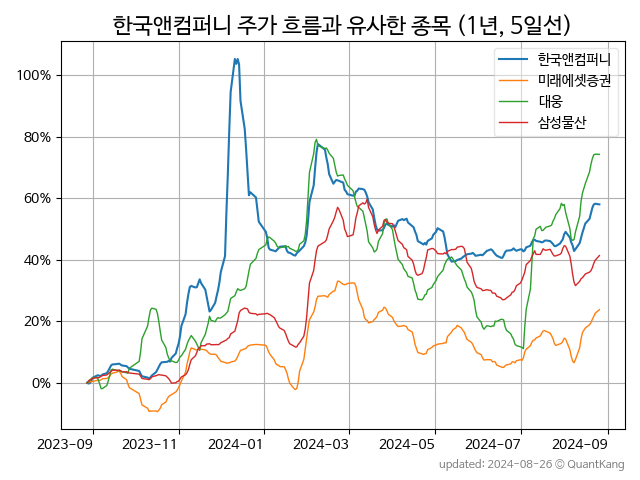 한국앤컴퍼니 주가 흐름과 유사한 종목 (1년, 5일선)
한국앤컴퍼니
미래에셋증권
대웅
삼성물산
100%
80%
60%
40%
20%
0%
2023-09 2023-11 2024-01 2024-03 2024-05 2024-07 2024-09
updated: 2024-08-26 © QuantKang